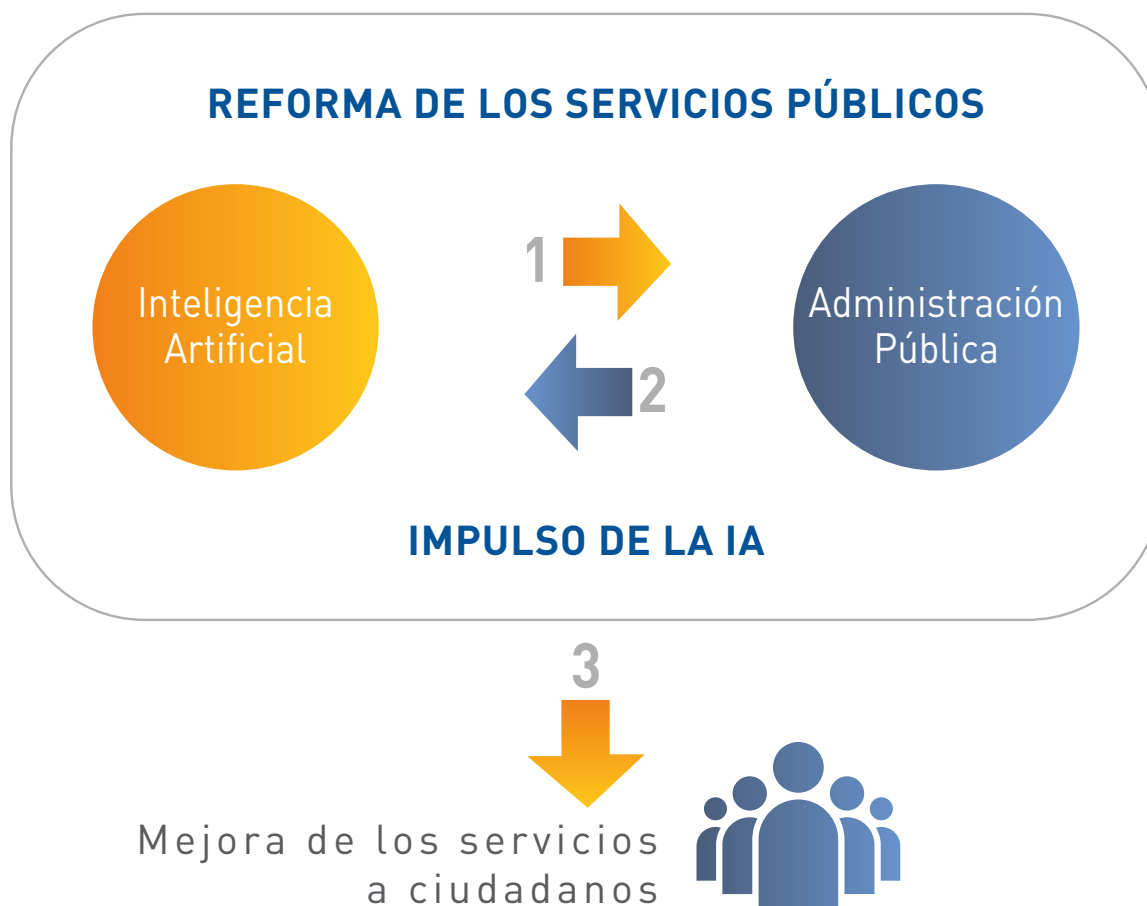 REFORMA DE LOS SERVICIOS PÚBLICOS
1
Inteligencia
Artificial
Administración
Pública
2
IMPULSO DE LA IA
3
Mejora de los servicios
a ciudadanos